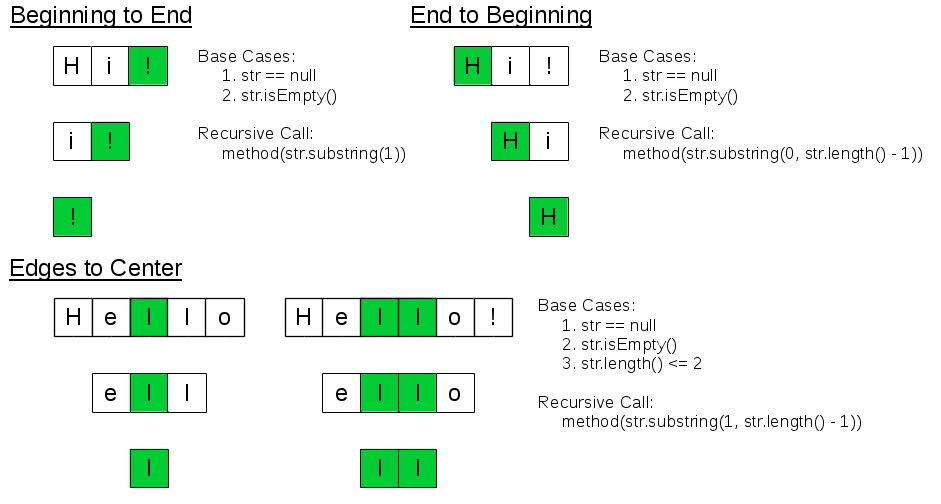 Beginning to End
H i !
Base Cases:
1. str == null
2. str.isEmpty()
i !
Recursive Call:
method(str.substring(1))
!
End to Beginning
H i !
Base Cases:
1. str == null
2. str.isEmpty()
H i
Recursive Call:
method(str.substring(0, str.length() - 1))
H
Edges to Center
H e l l o
H e l l o !
Base Cases:
1. str == null
2. str.isEmpty()
3. str.length() <= 2
e l l
e l l o
Recursive Call:
method(str.substring(1, str.length() - 1))
l
l l